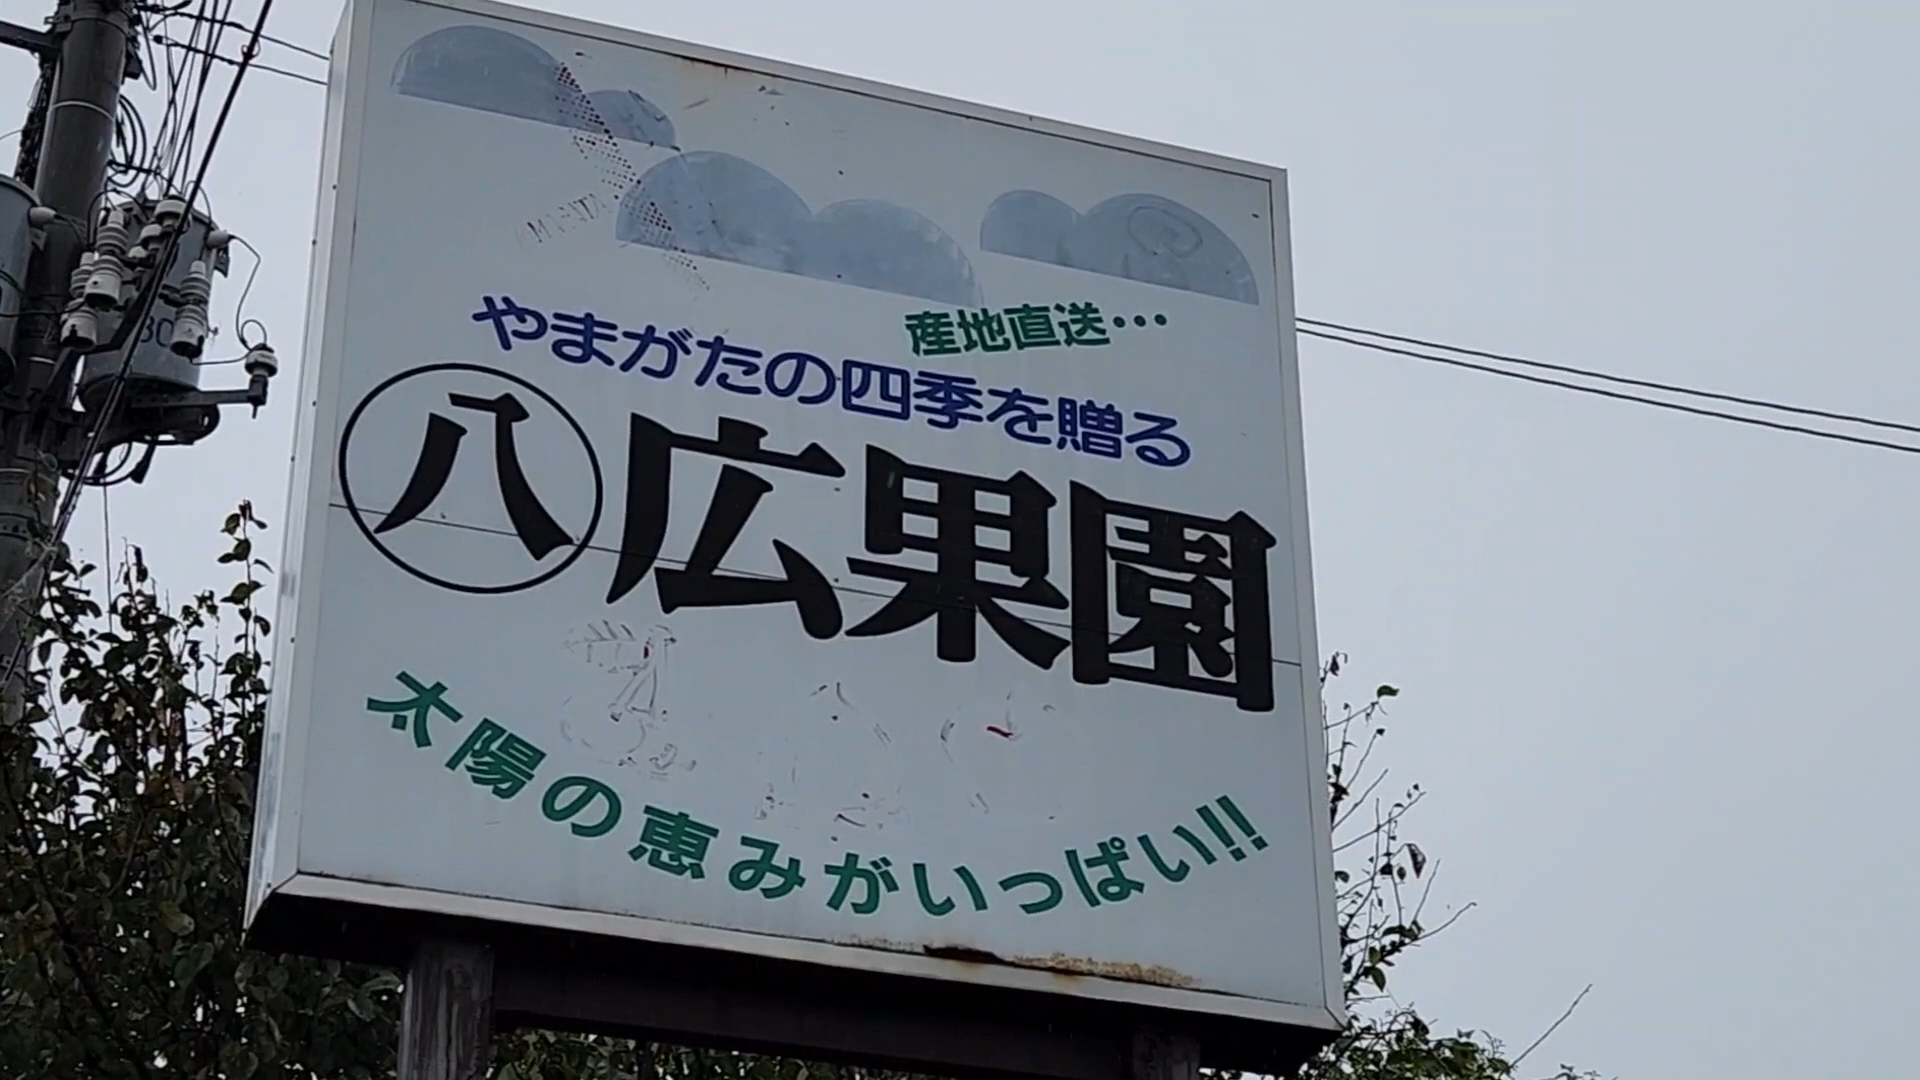 産地直送…
やまがたの四季を贈る
八広果園
太陽の恵みがいっぱい!!